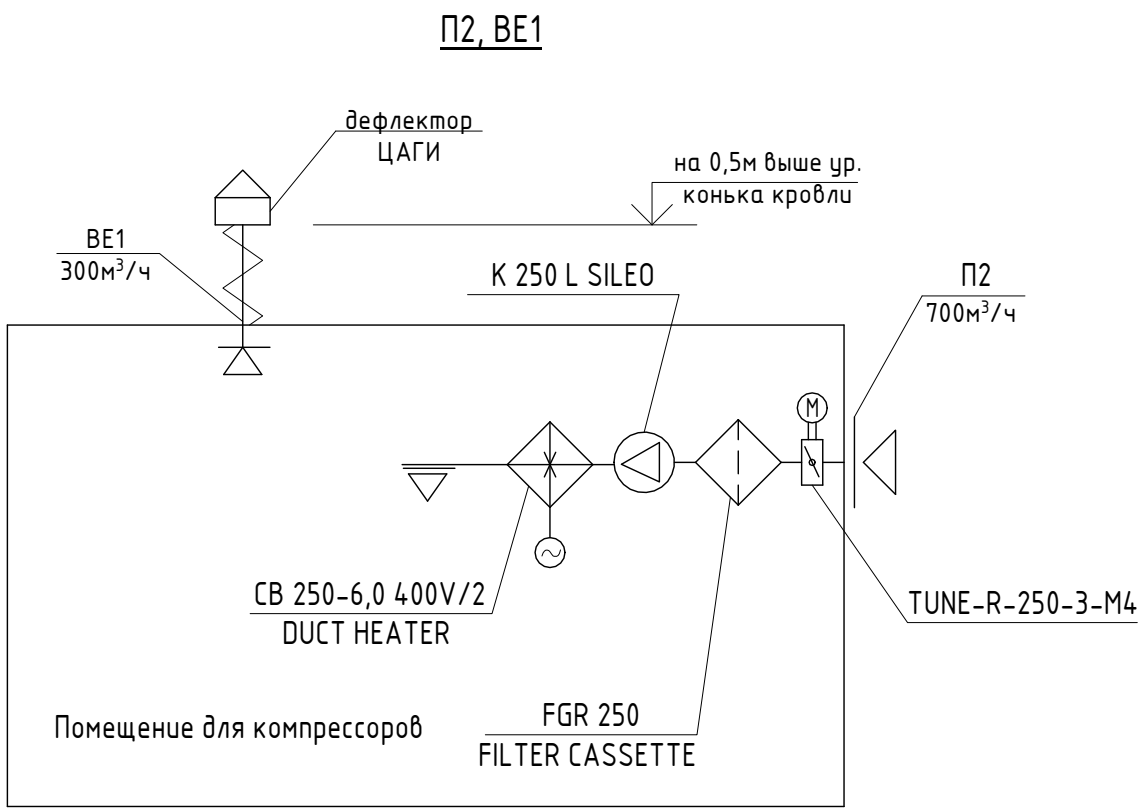 П2, ВЕ1
дефлектор
ЦАГИ
на 0,5м выше ур.
конька кровли
ВЕ1
300м³/ч
K 250 L SILEO
П2
700м³/ч
M
CB 250-6,0 400V/2
DUCT HEATER
TUNE-R-250-3-M4
FGR 250
FILTER CASSETTE
Помещение для компрессоров